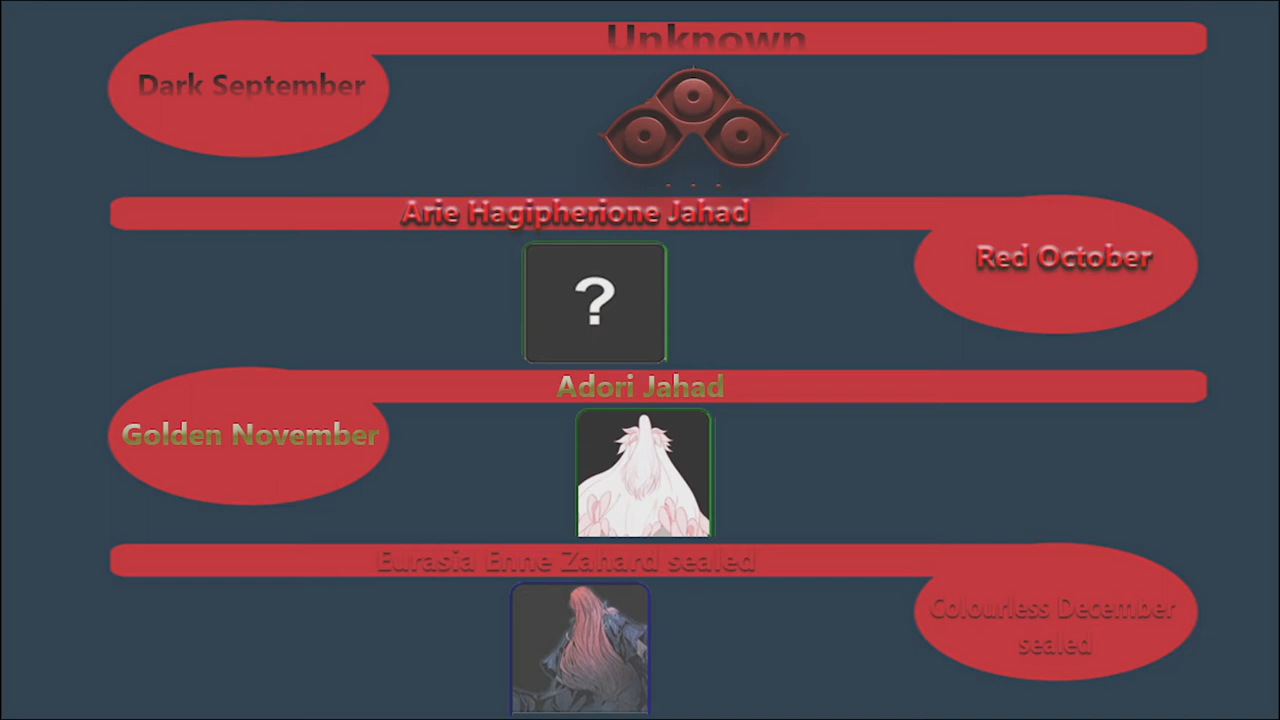 Unknown
Dark September
Arie Hagipherione Jahad
Red October
?
Adori Jahad
Golden November
Eurasia Enne Zahard sealed
Colourless December
sealed